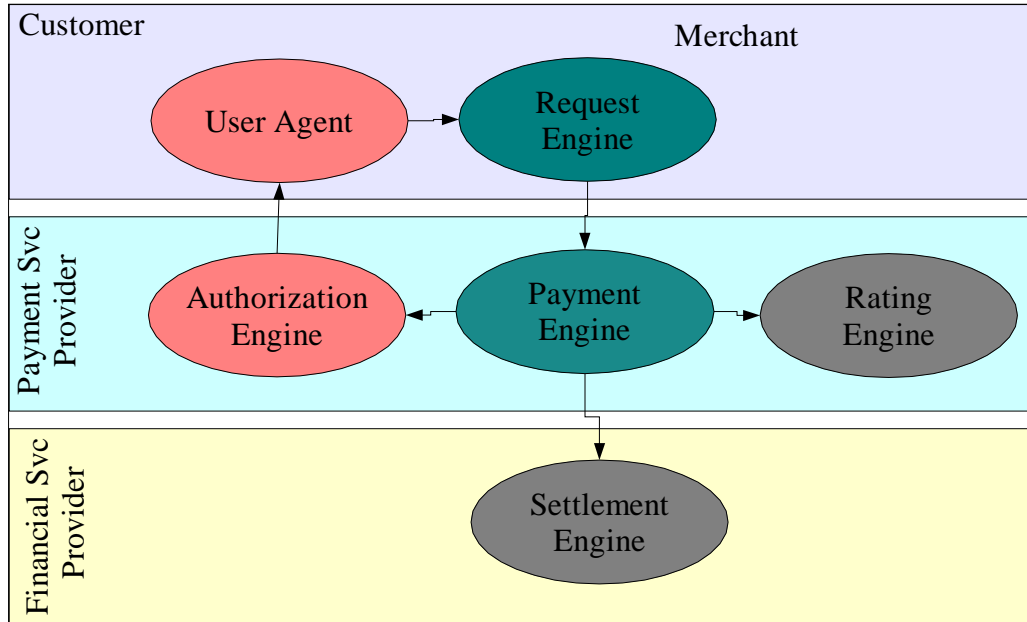 Customer
Merchant
User Agent
Request
Engine
Payment Svc
Provider
Authorization
Engine
Payment
Engine
Rating
Engine
Financial Svc
Provider
Settlement
Engine